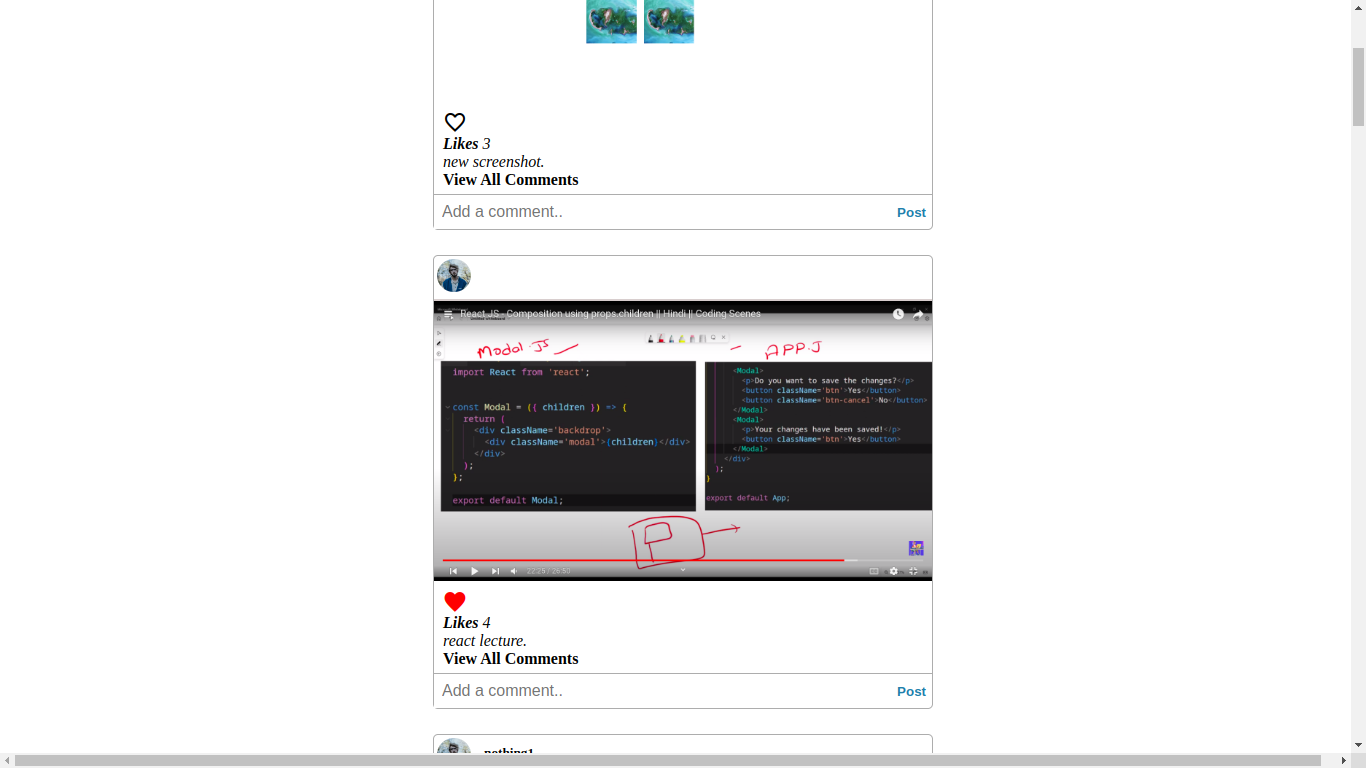 Likes 3
new screenshot.
View All Comments
Add a comment..
Post
React JS - Composition using props.children || Hindi || Coding Scenes
Modal.JS
APP.J
import React from 'react';
const Modal = ({ children }) => {
return (
<div className='backdrop'>
<div className='modal'>{children}</div>
</div>
);
};
export default Modal;
<Modal>
<p>Do you want to save the changes?</p>
<button className='btn'>Yes</button>
<button className='btn-cancel'>No</button>
</Modal>
<Modal>
<p>Your changes have been saved!</p>
<button className='btn'>Yes</button>
</Modal>
</div>
);
}
export default App;
P
22:25 / 26:50
Likes 4
react lecture.
View All Comments
Add a comment..
Post
nothing1